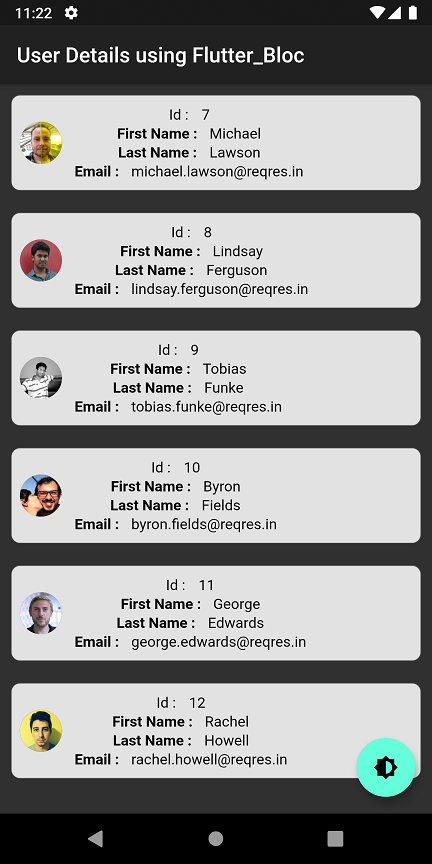 11:22
User Details using Flutter_Bloc
Id : 7
First Name : Michael
Last Name : Lawson
Email : michael.lawson@reqres.in
Id : 8
First Name : Lindsay
Last Name : Ferguson
Email : lindsay.ferguson@reqres.in
Id : 9
First Name : Tobias
Last Name : Funke
Email : tobias.funke@reqres.in
Id : 10
First Name : Byron
Last Name : Fields
Email : byron.fields@reqres.in
Id : 11
First Name : George
Last Name : Edwards
Email : george.edwards@reqres.in
Id : 12
First Name : Rachel
Last Name : Howell
Email : rachel.howell@reqres.in